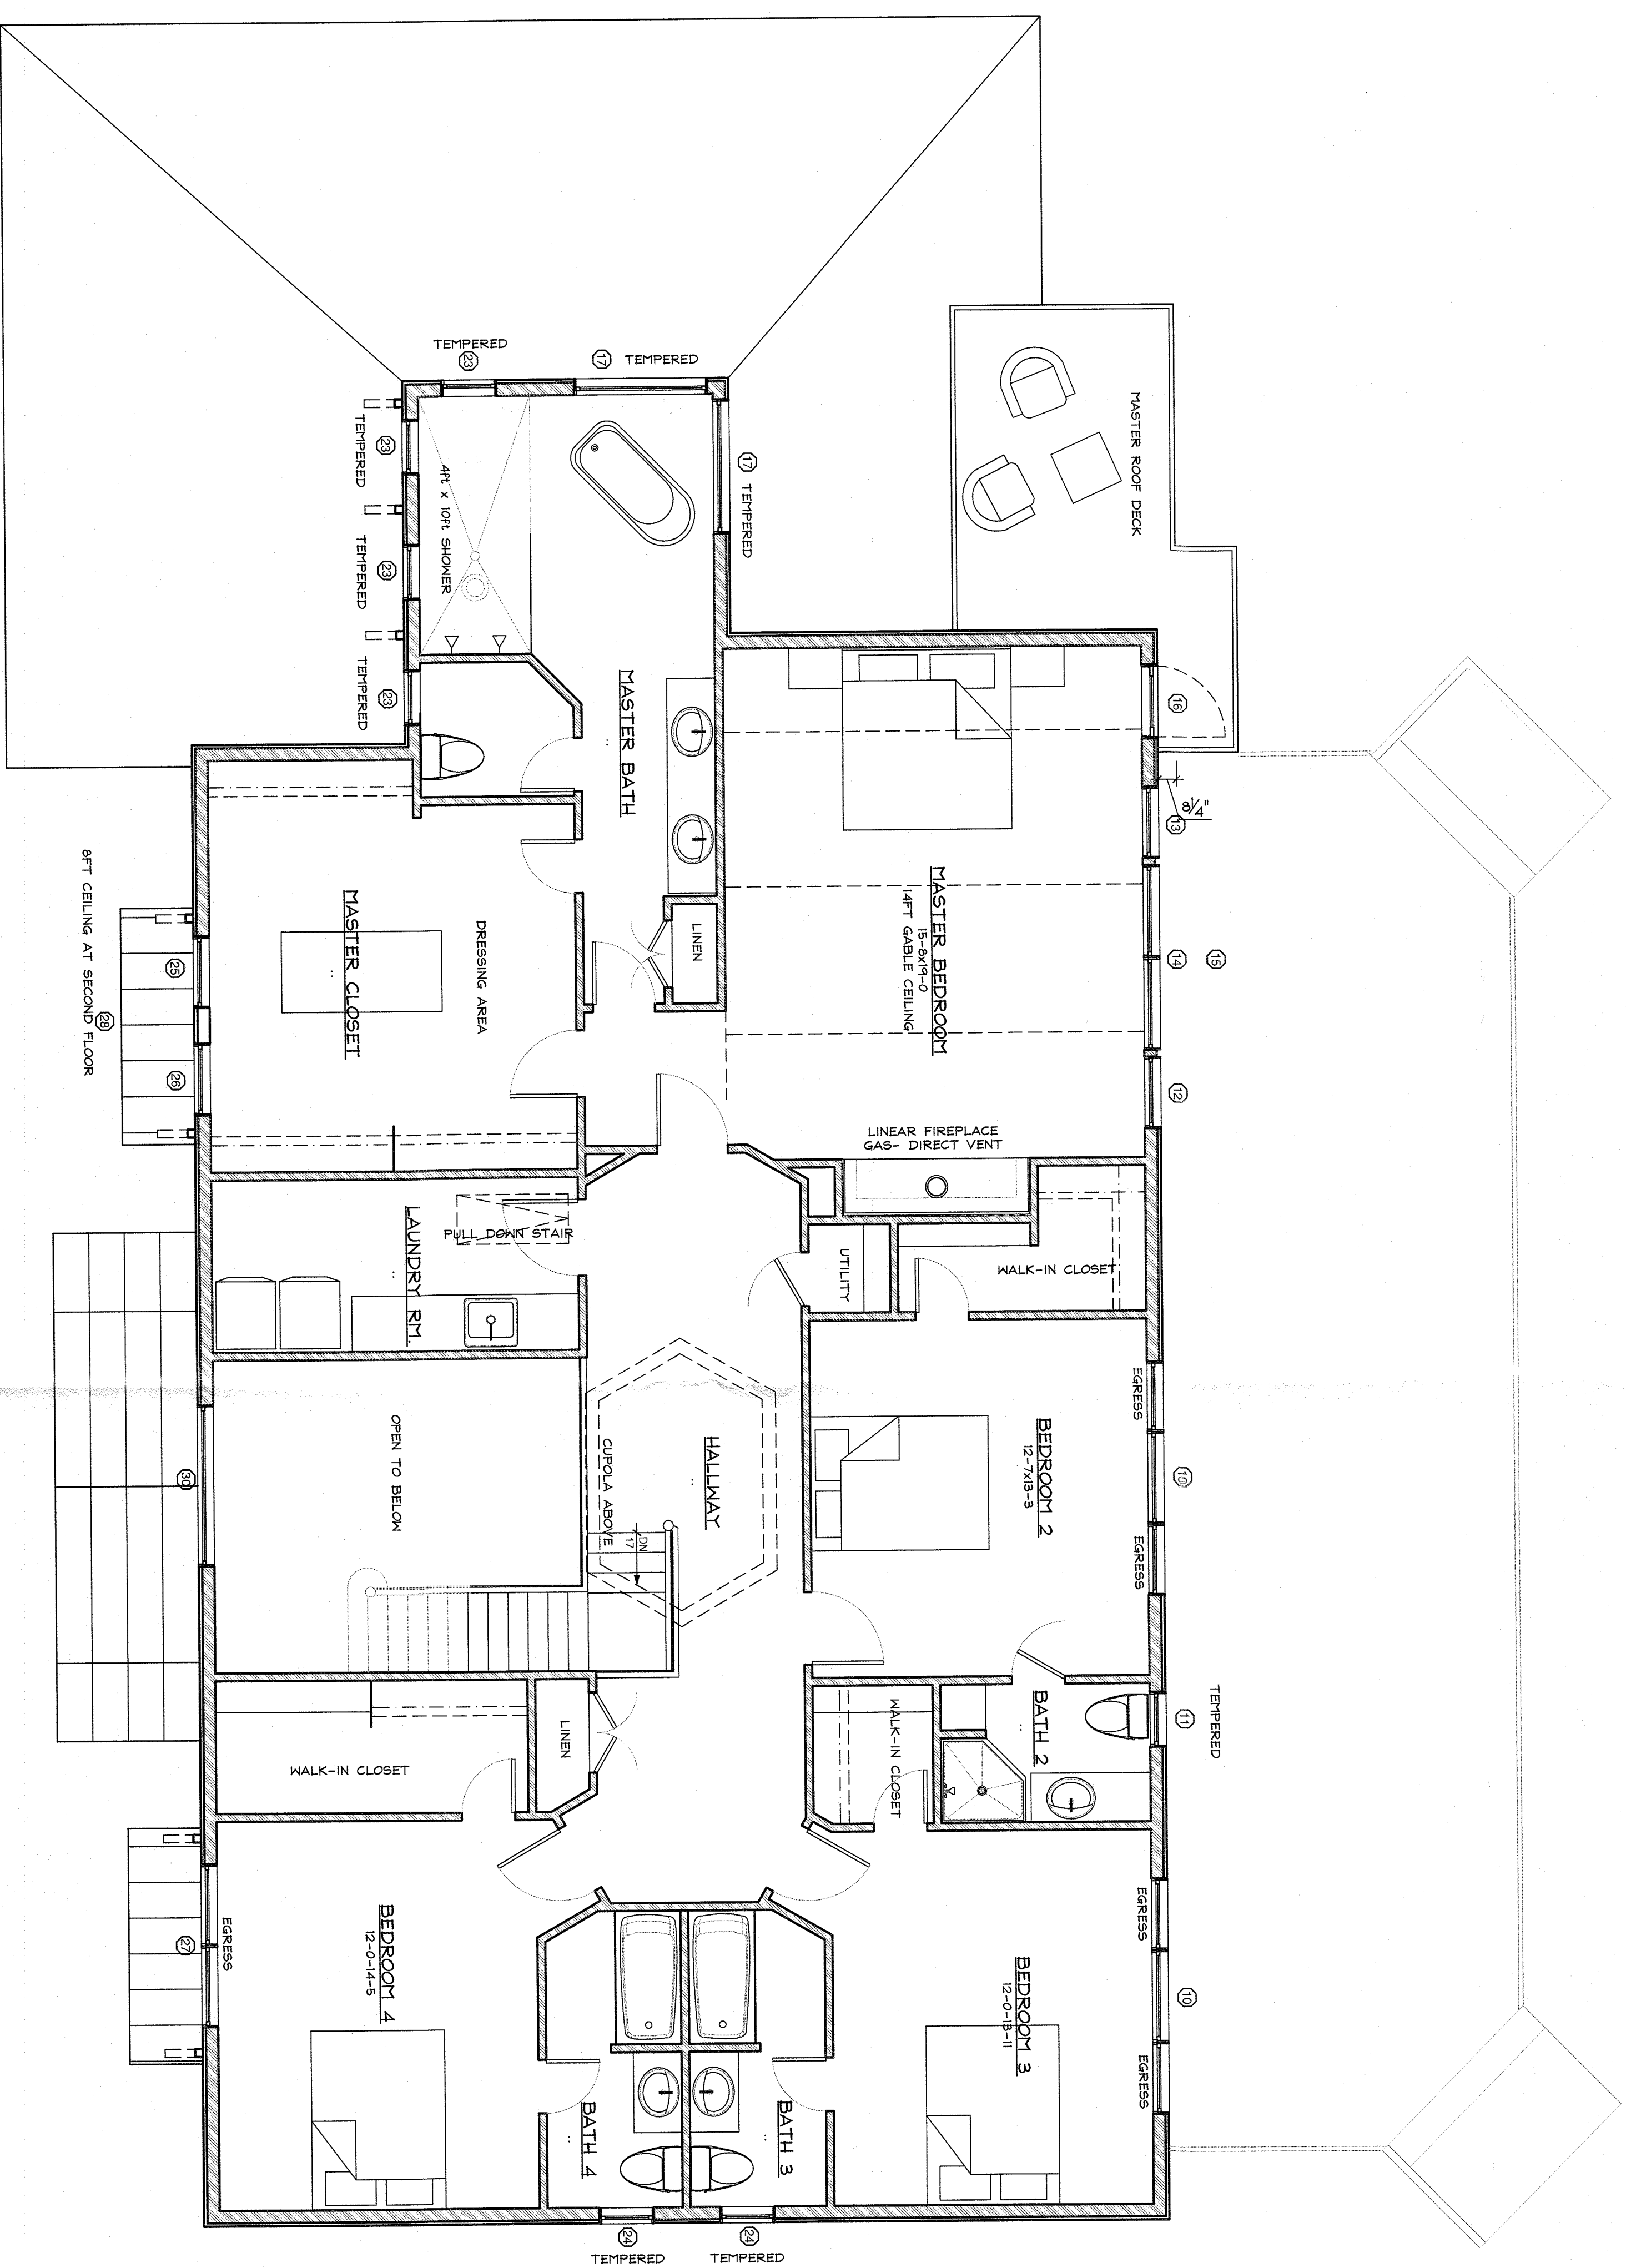 TEMPERED
23
17
TEMPERED
MASTER ROOF DECK
23
TEMPERED
4ft x 10ft SHOWER
17
TEMPERED
23
TEMPERED
23
TEMPERED
MASTER BATH
16
8 1/4"
13
MASTER BEDROOM
15-8x19-0
14FT GABLE CEILING
14
15
12
LINEN
DRESSING AREA
MASTER CLOSET
25
28
26
8FT CEILING AT SECOND FLOOR
LINEAR FIREPLACE
GAS- DIRECT VENT
PULL DOWN STAIR
LAUNDRY RM.
UTILITY
WALK-IN CLOSET
EGRESS
10
EGRESS
BEDROOM 2
12-7x13-3
HALLWAY
CUPOLA ABOVE
DN
17
OPEN TO BELOW
30
TEMPERED
11
BATH 2
WALK-IN CLOSET
LINEN
WALK-IN CLOSET
EGRESS
10
EGRESS
BEDROOM 3
12-0-13-11
BEDROOM 4
12-0-14-5
EGRESS
27
BATH 4
BATH 3
24
TEMPERED
24
TEMPERED